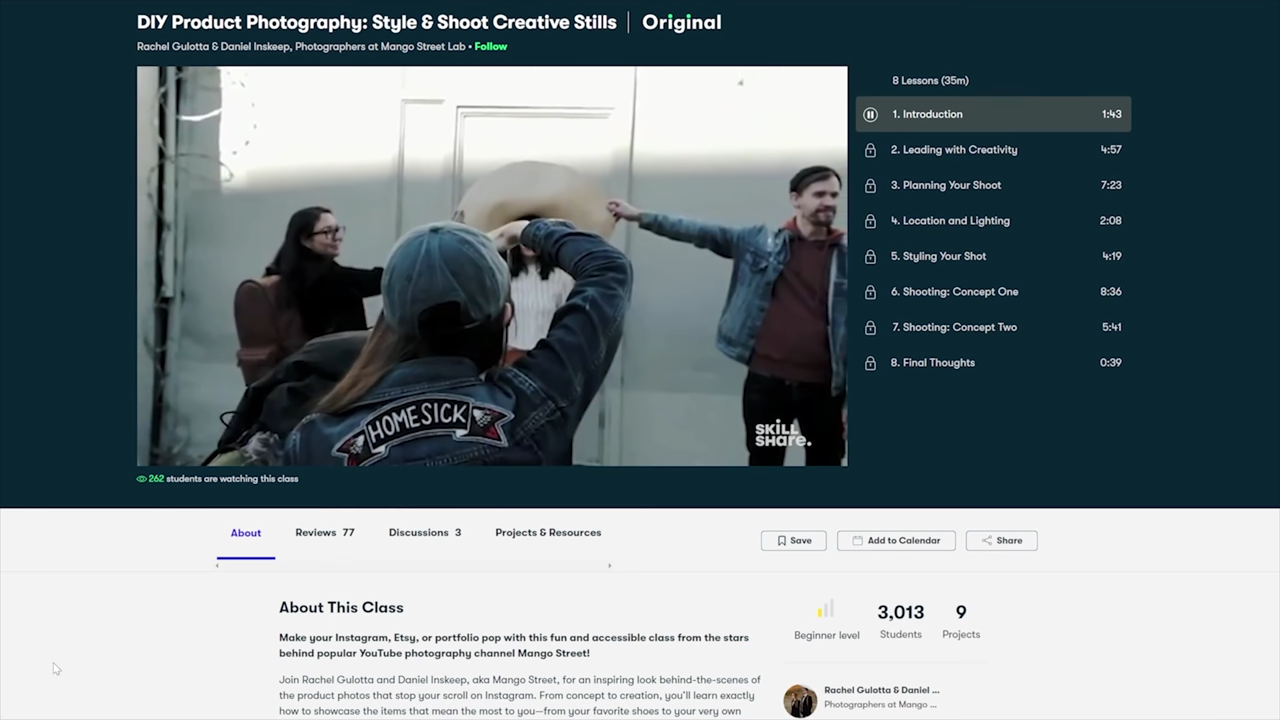 DIY Product Photography: Style & Shoot Creative Stills | Original
Rachel Gulotta & Daniel Inskeep, Photographers at Mango Street Lab • Follow
8 Lessons (35m)
1. Introduction 1:43
2. Leading with Creativity 4:57
3. Planning Your Shoot 7:23
4. Location and Lighting 2:08
5. Styling Your Shot 4:19
6. Shooting: Concept One 8:36
7. Shooting: Concept Two 5:41
8. Final Thoughts 0:39
HOMESICK
SKILL
SHARE.
262 students are watching this class
About Reviews 77 Discussions 3 Projects & Resources
Save Add to Calendar Share
About This Class
Make your Instagram, Etsy, or portfolio pop with this fun and accessible class from the stars
behind popular YouTube photography channel Mango Street!
Join Rachel Gulotta and Daniel Inskeep, aka Mango Street, for an inspiring look behind-the-scenes of
the product photos that stop your scroll on Instagram. From concept to creation, you'll learn exactly
how to showcase the items that mean the most to you—from your favorite shoes to your very own
3,013 9
Beginner level Students Projects
Rachel Gulotta & Daniel ...
Photographers at Mango ...